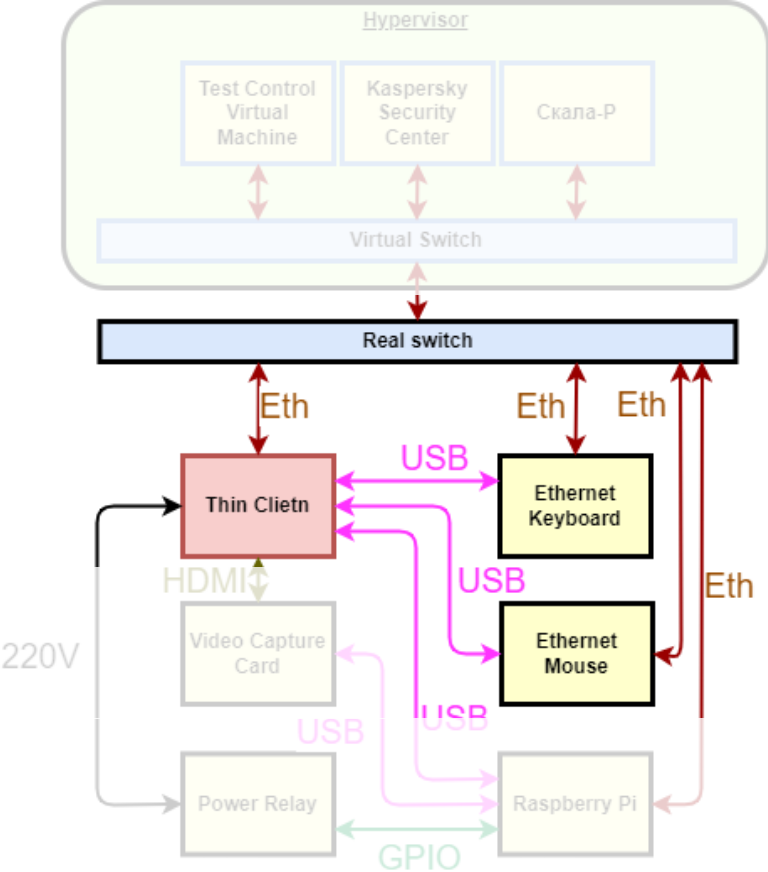 Hypervisor
Test Control
Virtual
Machine
Kaspersky
Security
Center
Скала-Р
Virtual Switch
Real switch
Eth
Eth
Eth
USB
Thin Clietn
Ethernet
Keyboard
HDMI
USB
Eth
220V
Video Capture
Card
Ethernet
Mouse
USB
USB
Power Relay
Raspberry Pi
GPIO